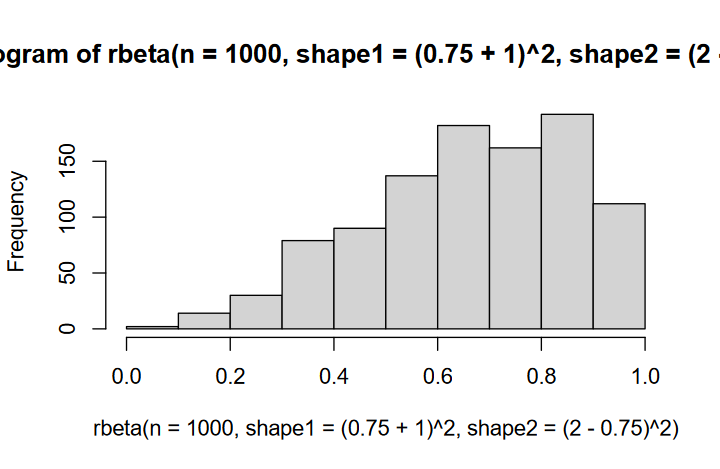 ogram of rbeta(n = 1000, shape1 = (0.75 + 1)^2, shape2 = (2 -
Frequency
150
100
50
0
0.0 0.2 0.4 0.6 0.8 1.0
rbeta(n = 1000, shape1 = (0.75 + 1)^2, shape2 = (2 - 0.75)^2)